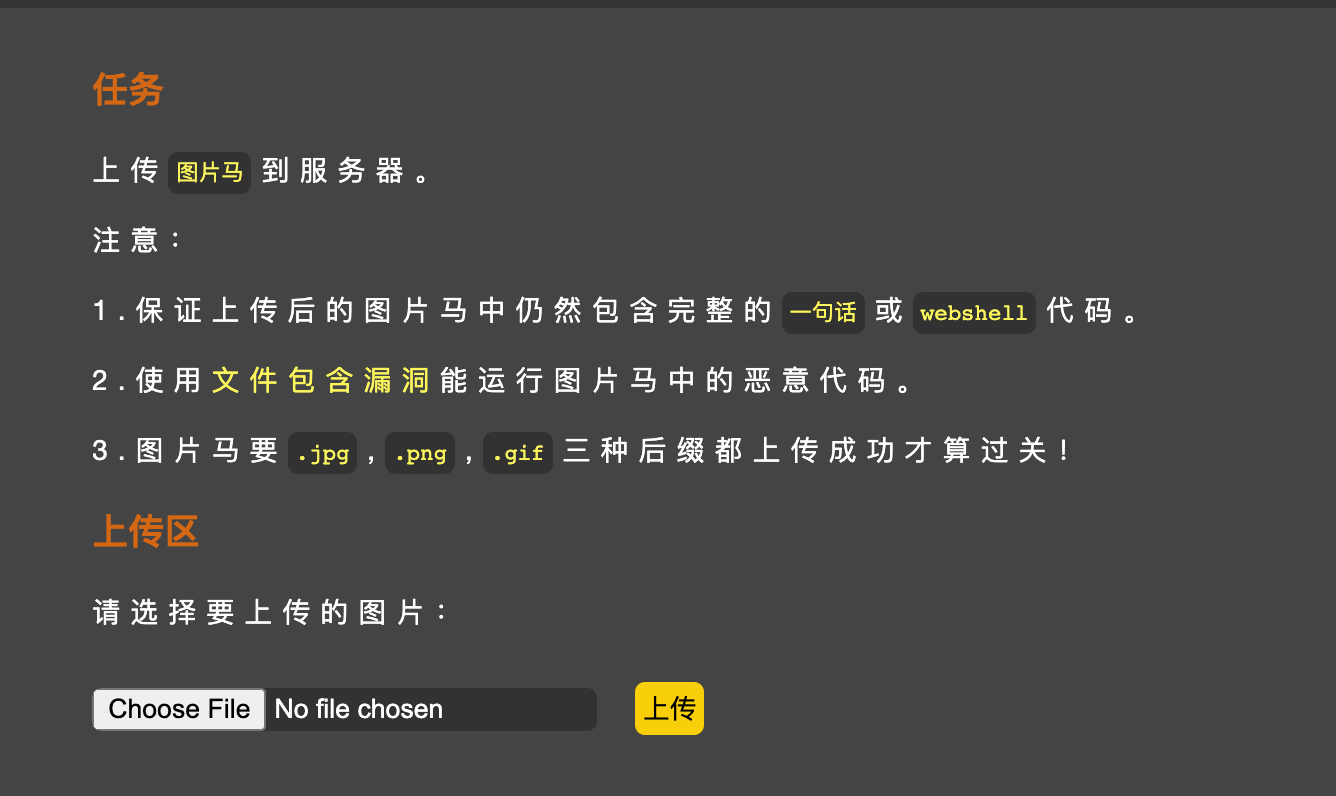 任务
上传 图片马 到服务器。
注意：
1.保证上传后的图片马中仍然包含完整的 一句话 或 webshell 代码。
2.使用文件包含漏洞能运行图片马中的恶意代码。
3.图片马要 .jpg , .png , .gif 三种后缀都上传成功才算过关！
上传区
请选择要上传的图片：
Choose File No file chosen 上传